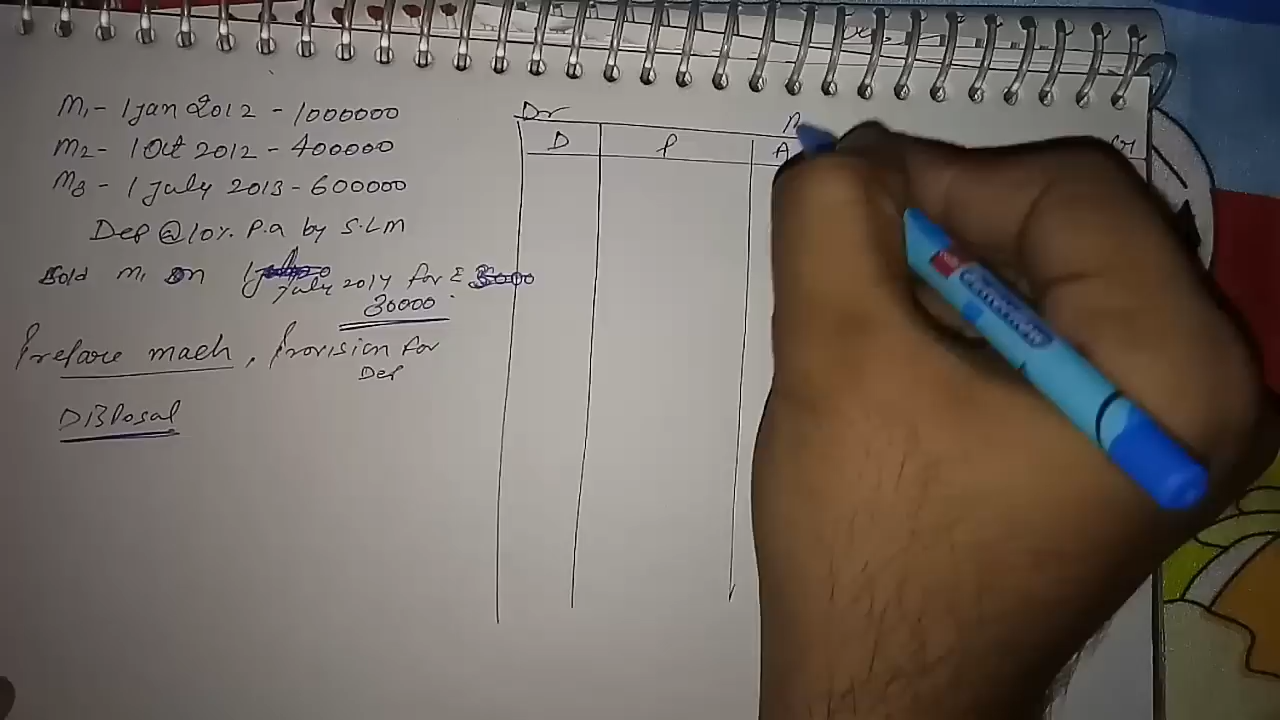 M1 - 1 Jan 2012 - 1000000
M2 - 1 Oct 2012 - 400000
M3 - 1 July 2013 - 600000
Dep @ 10%. P.a by S.L.M
Sold M1 on 1 July 2014 for ₹
30000
Prepare mach, Provision for
Dep
Disposal
Dr
D P A